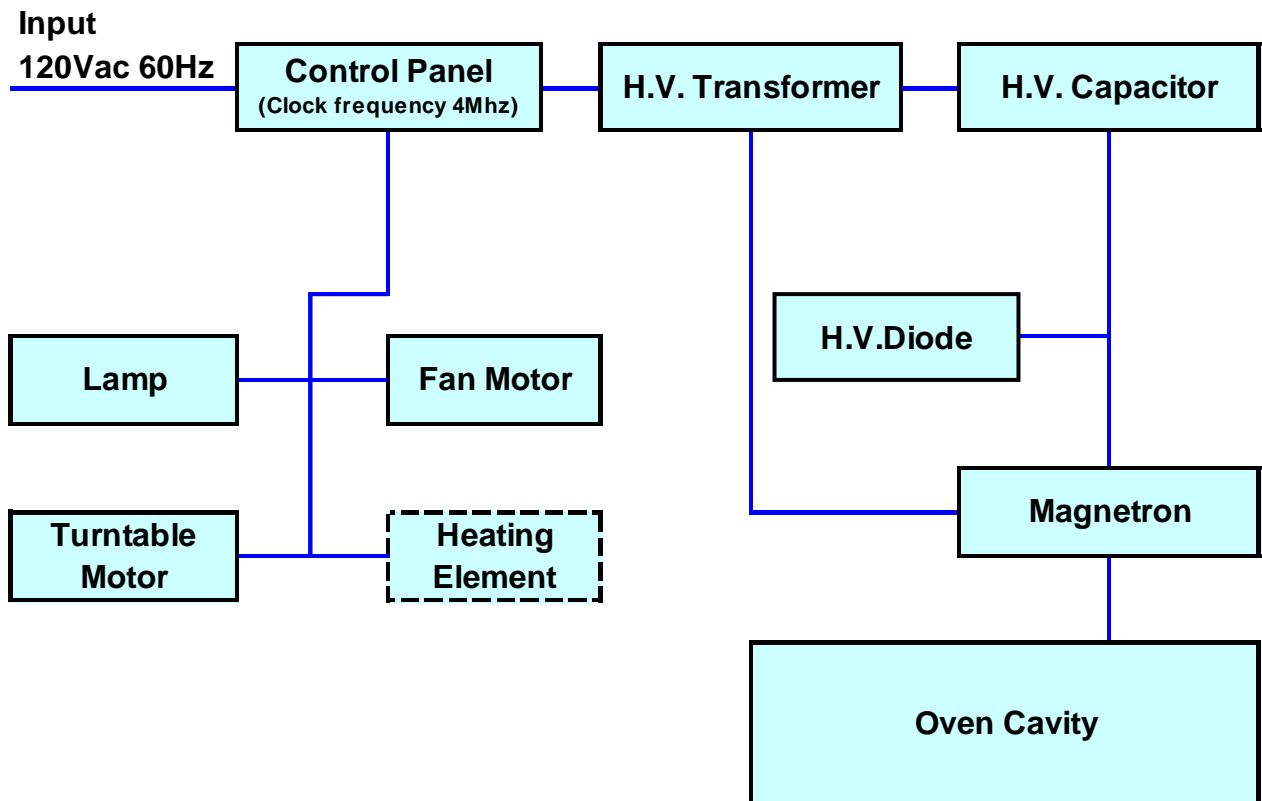 Input
120Vac 60Hz
Control Panel
(Clock frequency 4Mhz)
H.V. Transformer
H.V. Capacitor
H.V.Diode
Lamp
Fan Motor
Magnetron
Turntable
Motor
Heating
Element
Oven Cavity